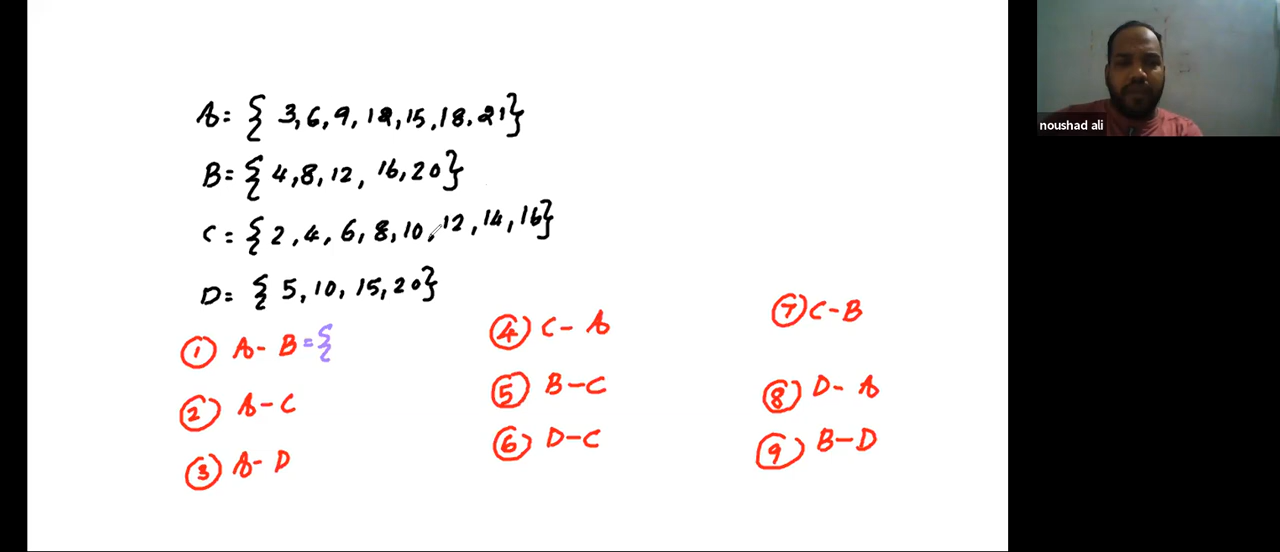 A = { 3, 6, 9, 12, 15, 18, 21}
B = { 4, 8, 12, 16, 20}
C = { 2, 4, 6, 8, 10, 12, 14, 16}
D = { 5, 10, 15, 20}
① A - B = {
② A - C
③ A - D
④ C - A
⑤ B - C
⑥ D - C
⑦ C - B
⑧ D - A
⑨ B - D
noushad ali